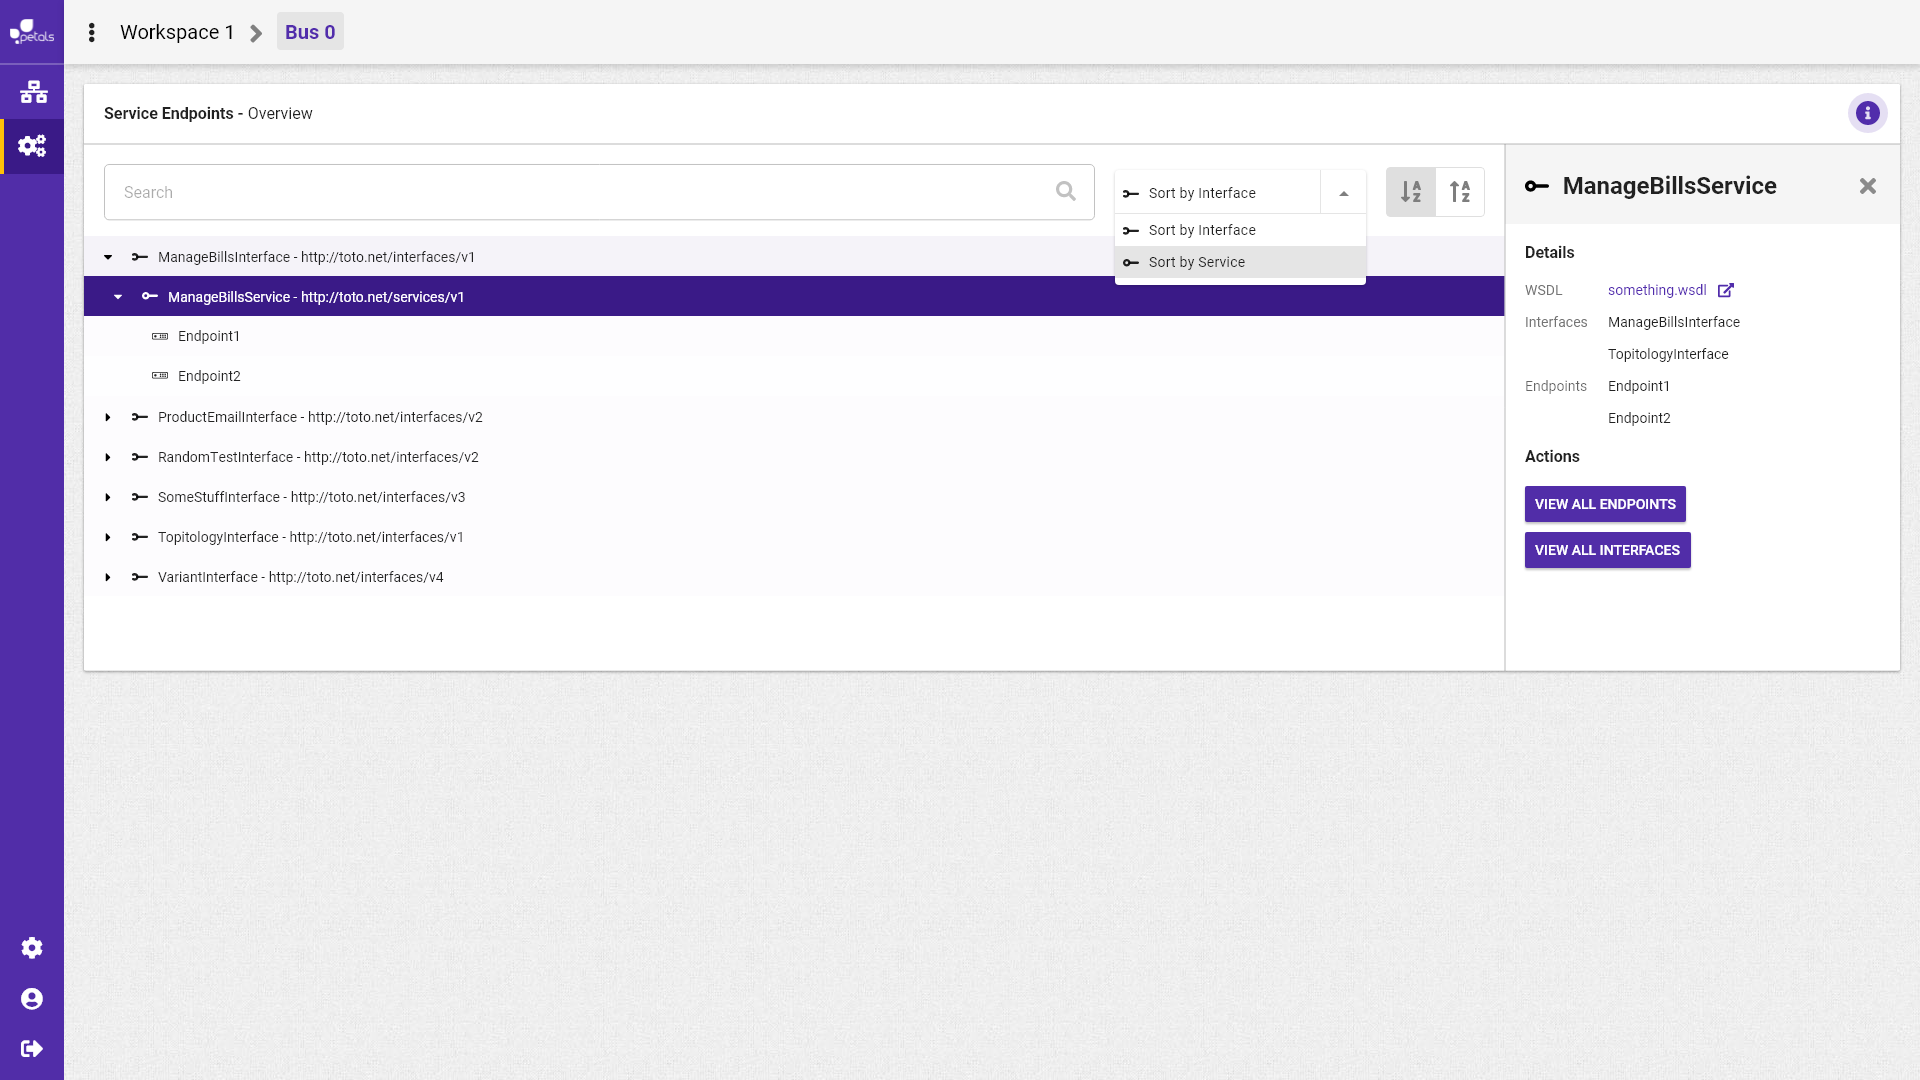 petals
Workspace 1
Bus 0
Service Endpoints - Overview
Search
Sort by Interface
Sort by Interface
Sort by Service
A
Z
A
Z
ManageBillsInterface - http://toto.net/interfaces/v1
ManageBillsService - http://toto.net/services/v1
Endpoint1
Endpoint2
ProductEmailInterface - http://toto.net/interfaces/v2
RandomTestInterface - http://toto.net/interfaces/v2
SomeStuffInterface - http://toto.net/interfaces/v3
TopitologyInterface - http://toto.net/interfaces/v1
VariantInterface - http://toto.net/interfaces/v4
ManageBillsService
Details
WSDL something.wsdl
Interfaces ManageBillsInterface
TopitologyInterface
Endpoints Endpoint1
Endpoint2
Actions
VIEW ALL ENDPOINTS
VIEW ALL INTERFACES